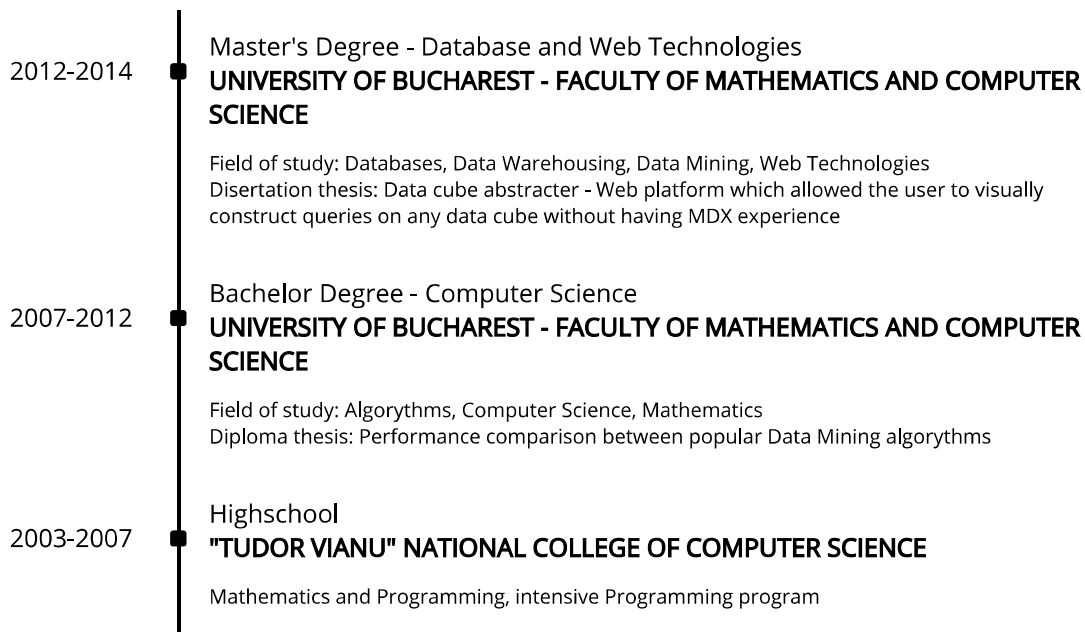 2012-2014
Master's Degree - Database and Web Technologies
UNIVERSITY OF BUCHAREST - FACULTY OF MATHEMATICS AND COMPUTER
SCIENCE
Field of study: Databases, Data Warehousing, Data Mining, Web Technologies
Disertation thesis: Data cube abstracter - Web platform which allowed the user to visually
construct queries on any data cube without having MDX experience
2007-2012
Bachelor Degree - Computer Science
UNIVERSITY OF BUCHAREST - FACULTY OF MATHEMATICS AND COMPUTER
SCIENCE
Field of study: Algorythms, Computer Science, Mathematics
Diploma thesis: Performance comparison between popular Data Mining algorythms
2003-2007
Highschool
"TUDOR VIANU" NATIONAL COLLEGE OF COMPUTER SCIENCE
Mathematics and Programming, intensive Programming program